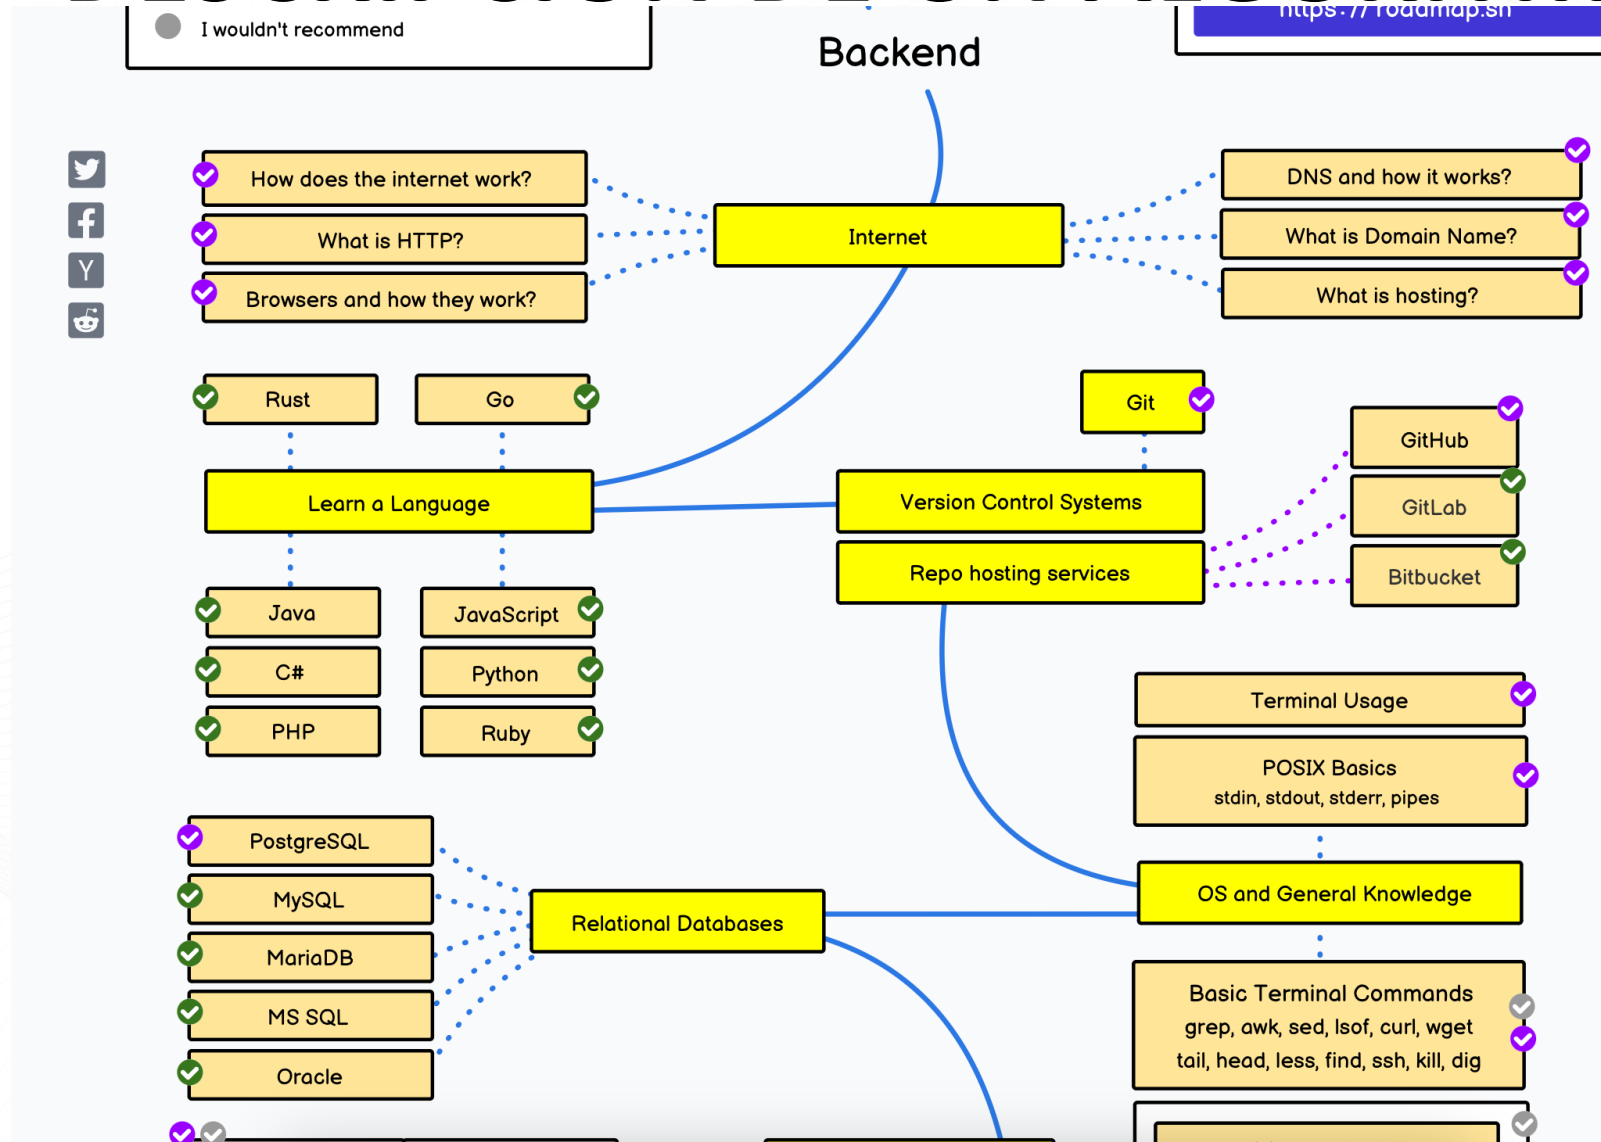 https://roadmap.sh
I wouldn't recommend
Backend
How does the internet work?
What is HTTP?
Browsers and how they work?
Internet
DNS and how it works?
What is Domain Name?
What is hosting?
Rust
Go
Learn a Language
Java
JavaScript
C#
Python
PHP
Ruby
Git
Version Control Systems
Repo hosting services
GitHub
GitLab
Bitbucket
Terminal Usage
POSIX Basics
stdin, stdout, stderr, pipes
OS and General Knowledge
Basic Terminal Commands
grep, awk, sed, lsof, curl, wget
tail, head, less, find, ssh, kill, dig
PostgreSQL
MySQL
MariaDB
MS SQL
Oracle
Relational Databases